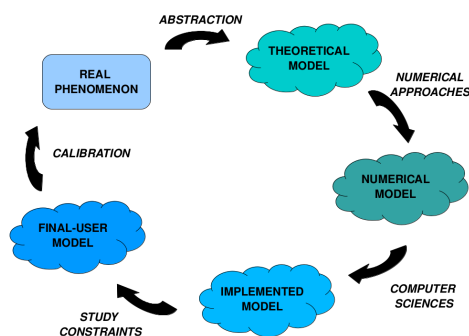 ABSTRACTION
THEORETICAL
MODEL
REAL
PHENOMENON
NUMERICAL
APPROACHES
CALIBRATION
NUMERICAL
MODEL
FINAL-USER
MODEL
IMPLEMENTED
MODEL
COMPUTER
SCIENCES
STUDY
CONSTRAINTS